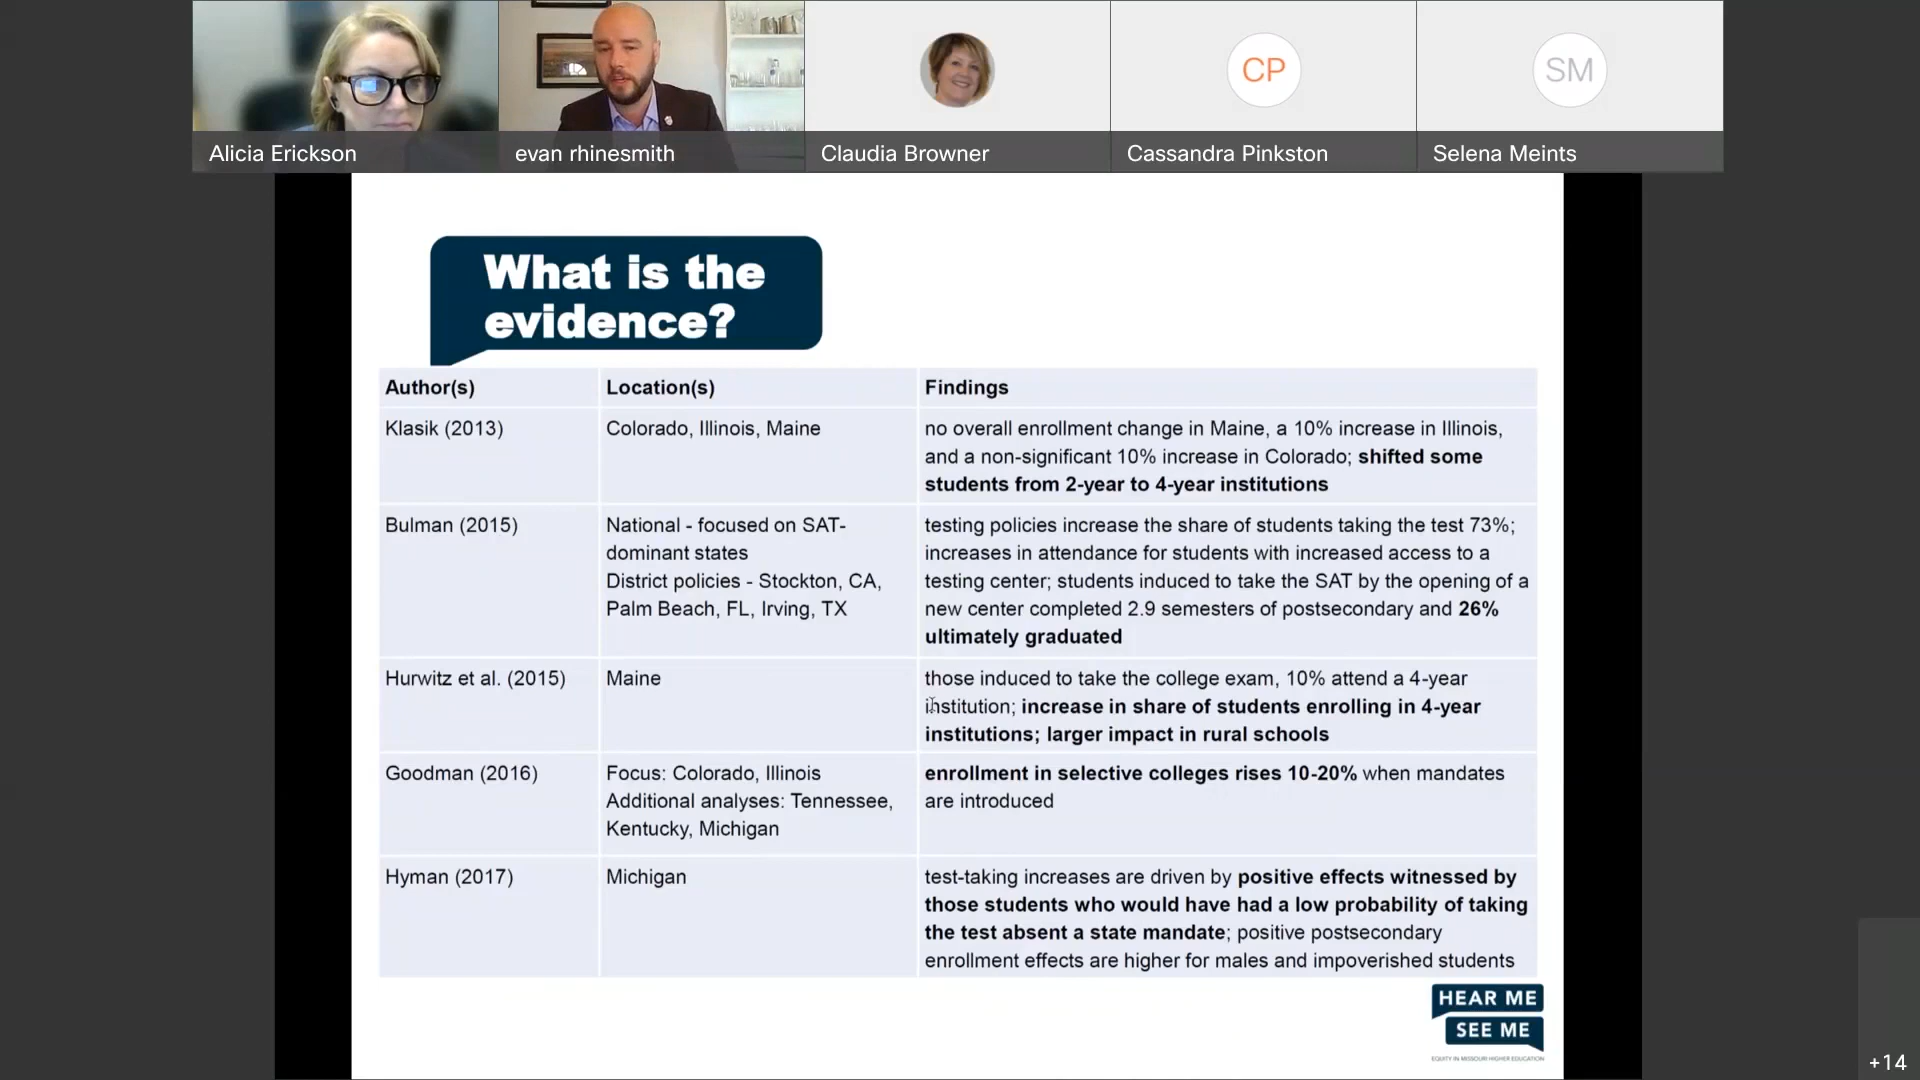 Alicia Erickson
evan rhinesmith
Claudia Browner
CP
Cassandra Pinkston
SM
Selena Meints
What is the
evidence?
Author(s)
Location(s)
Findings
Klasik (2013)
Colorado, Illinois, Maine
no overall enrollment change in Maine, a 10% increase in Illinois,
and a non-significant 10% increase in Colorado; shifted some
students from 2-year to 4-year institutions
Bulman (2015)
National - focused on SAT-
dominant states
District policies - Stockton, CA,
Palm Beach, FL, Irving, TX
testing policies increase the share of students taking the test 73%;
increases in attendance for students with increased access to a
testing center; students induced to take the SAT by the opening of a
new center completed 2.9 semesters of postsecondary and 26%
ultimately graduated
Hurwitz et al. (2015)
Maine
those induced to take the college exam, 10% attend a 4-year
institution; increase in share of students enrolling in 4-year
institutions; larger impact in rural schools
Goodman (2016)
Focus: Colorado, Illinois
Additional analyses: Tennessee,
Kentucky, Michigan
enrollment in selective colleges rises 10-20% when mandates
are introduced
Hyman (2017)
Michigan
test-taking increases are driven by positive effects witnessed by
those students who would have had a low probability of taking
the test absent a state mandate; positive postsecondary
enrollment effects are higher for males and impoverished students
HEAR ME
SEE ME
EQUITY IN MISSOURI HIGHER EDUCATION
+14